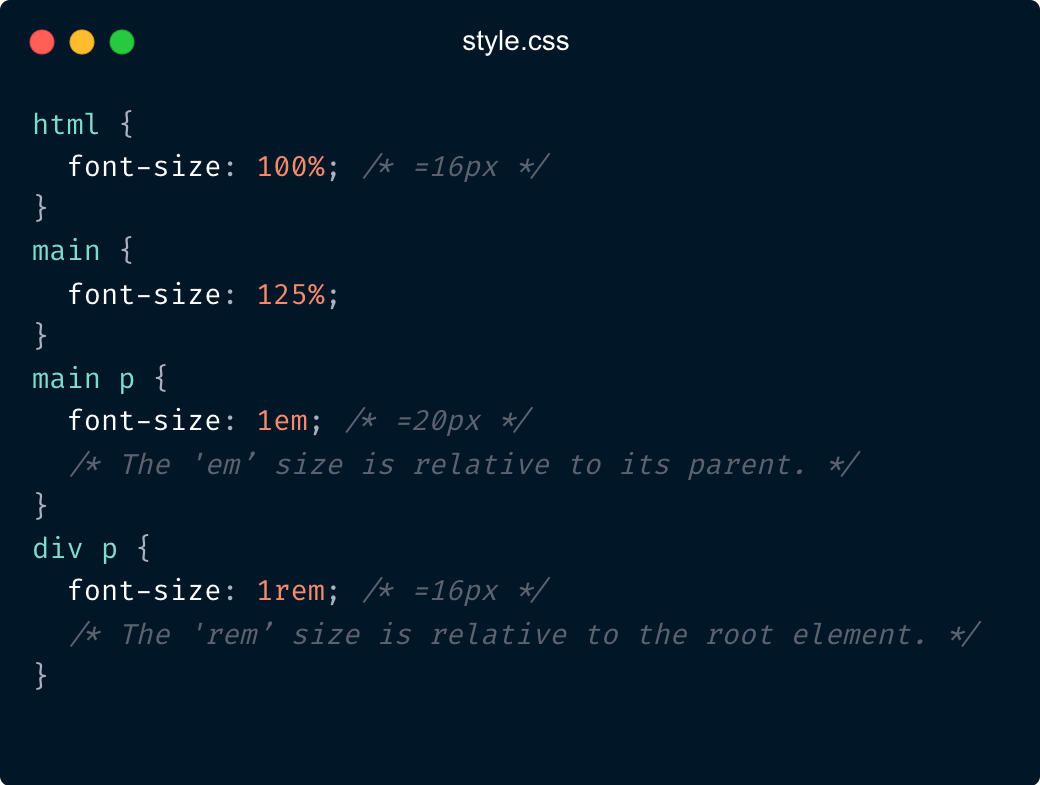 style.css
html {
  font-size: 100%; /* =16px */
}
main {
  font-size: 125%;
}
main p {
  font-size: 1em; /* =20px */
  /* The 'em’ size is relative to its parent. */
}
div p {
  font-size: 1rem; /* =16px */
  /* The 'rem’ size is relative to the root element. */
}